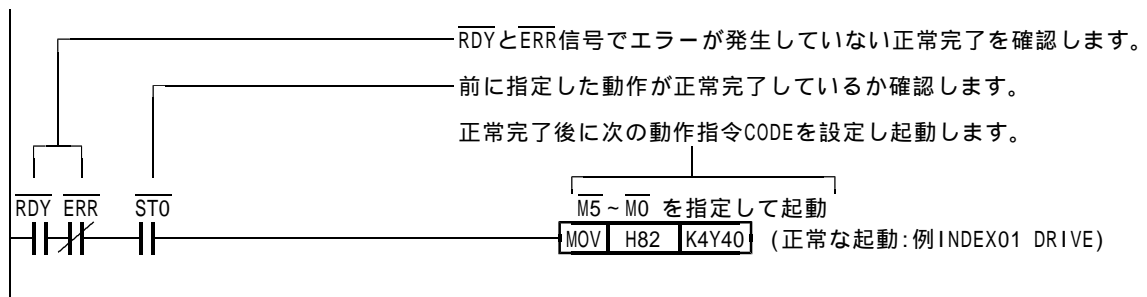 RDYとERR信号でエラーが発生していない正常完了を確認します。
前に指定した動作が正常完了しているか確認します。
正常完了後に次の動作指令CODEを設定し起動します。
RDY ERR STO M5~M0 を指定して起動
MOV H82 K4Y40 (正常な起動:例INDEX01 DRIVE)